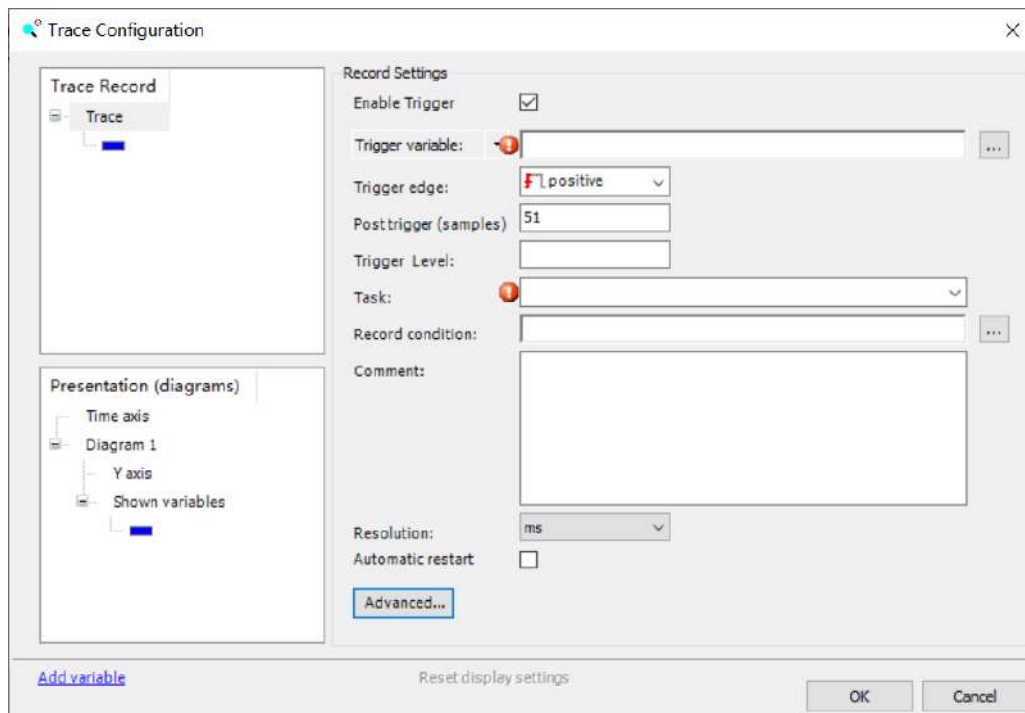 Trace Configuration
Trace Record
Trace
Presentation (diagrams)
Time axis
Diagram 1
Y axis
Shown variables
Record Settings
Enable Trigger
Trigger variable:
...
Trigger edge:
positive
Post trigger (samples)
51
Trigger Level:
Task:
Record condition:
...
Comment:
Resolution:
ms
Automatic restart
Advanced...
Add variable
Reset display settings
OK
Cancel